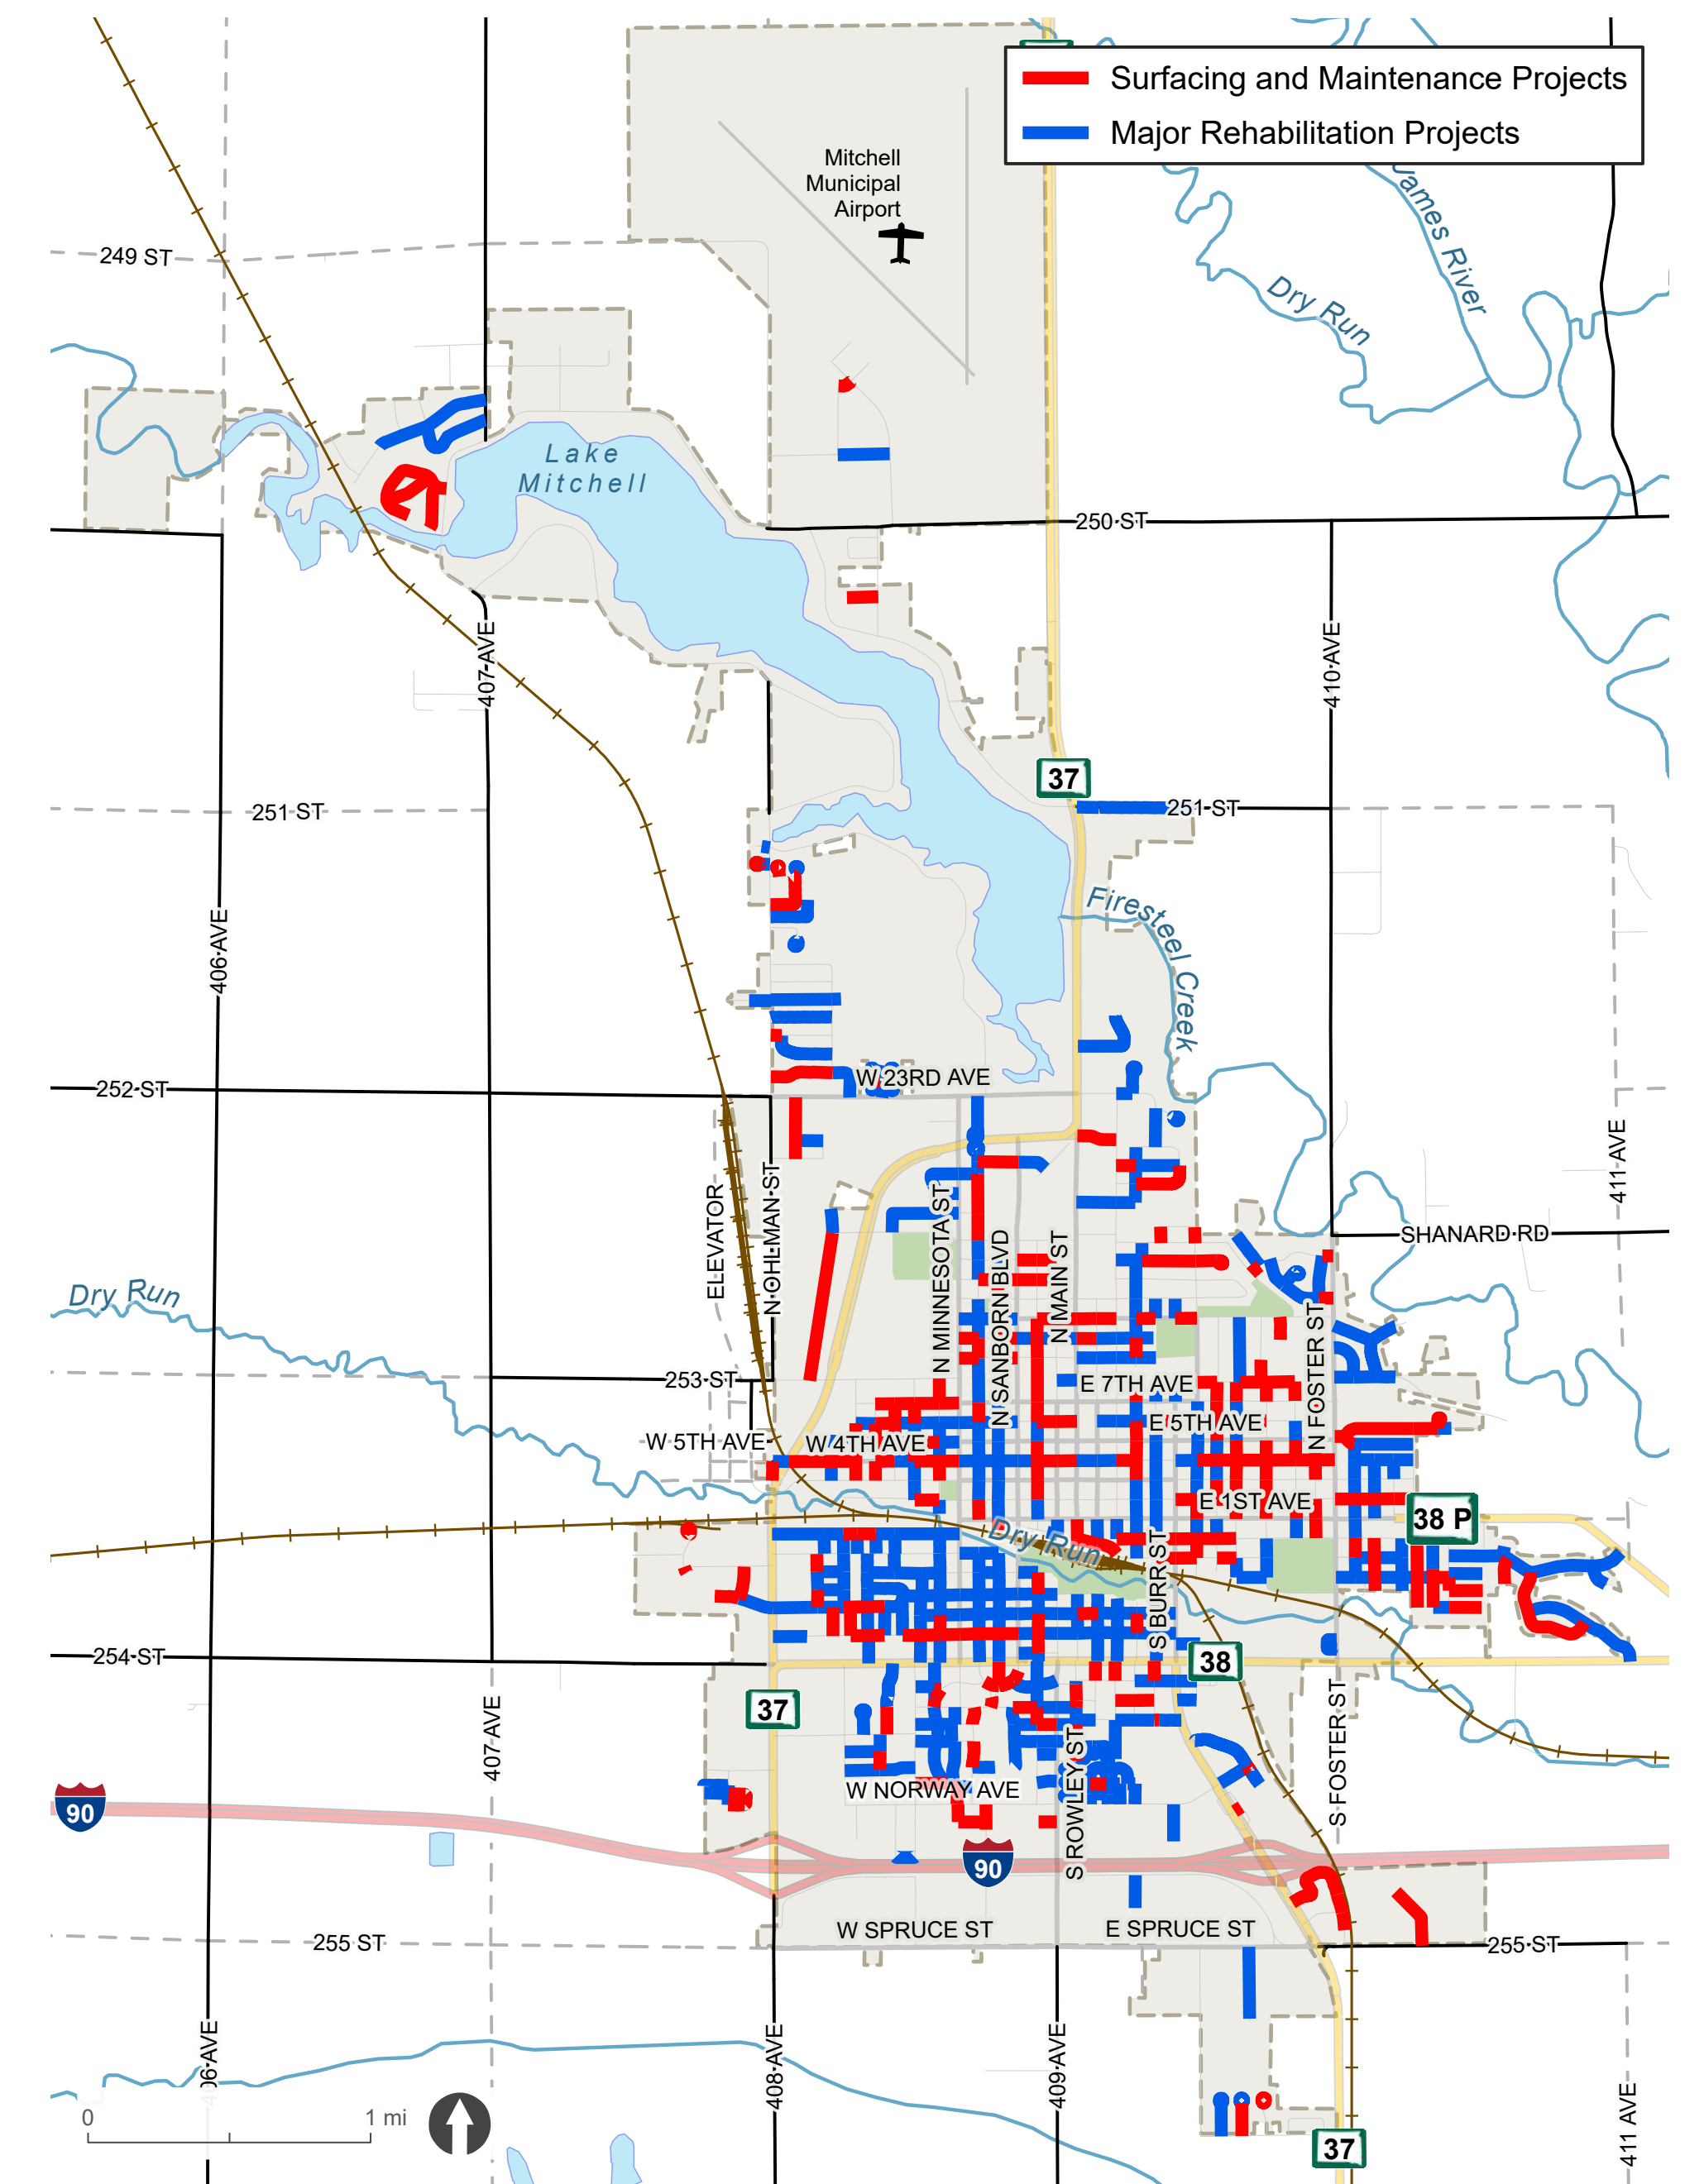 Surfacing and Maintenance Projects
Major Rehabilitation Projects
Mitchell
Municipal
Airport
James River
Dry Run
249 ST
Lake
Mitchell
250 ST
407 AVE
410 AVE
37
251 ST
251 ST
Firesteel Creek
406 AVE
W 23RD AVE
252 ST
411 AVE
ELEVATOR
N OHLMAN ST
N MINNESOTA ST
N SANBORN BLVD
N MAIN ST
SHANARD RD
Dry Run
N FOSTER ST
253 ST
E 7TH AVE
E 5TH AVE
W 5TH AVE
W 4TH AVE
E 1ST AVE
38 P
Dry Run
S BURR ST
254 ST
38
37
407 AVE
S FOSTER ST
S ROWLEY ST
W NORWAY AVE
90
90
W SPRUCE ST
E SPRUCE ST
255 ST
255 ST
406 AVE
408 AVE
409 AVE
411 AVE
0
1 mi
37